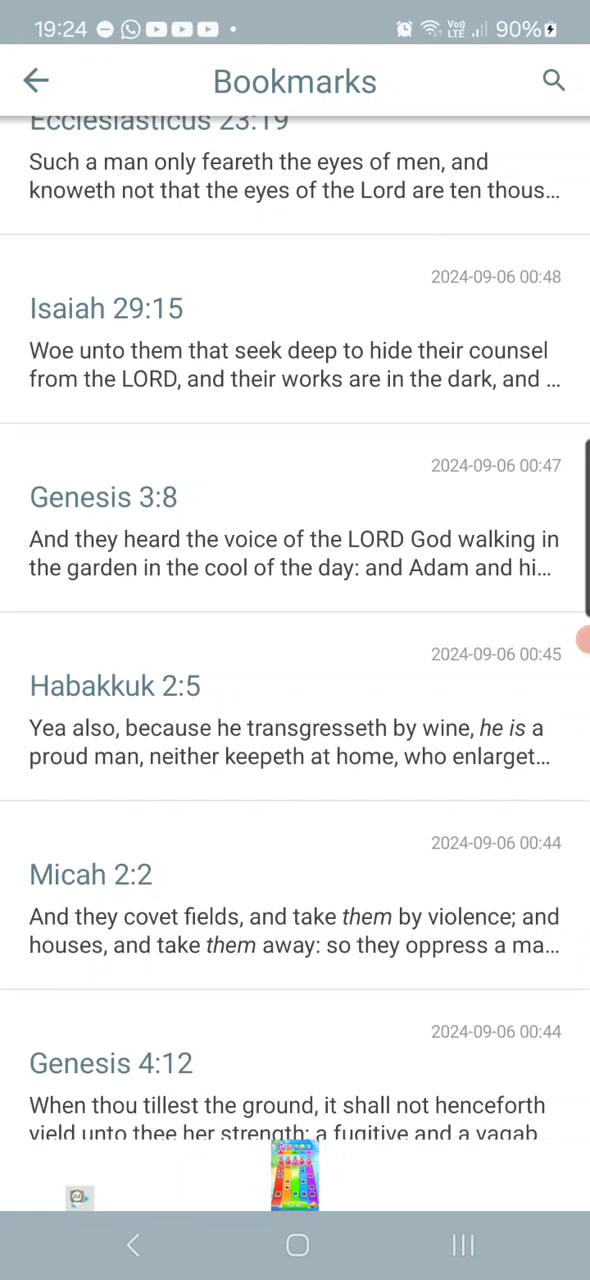 19:24
Vo)) LTE
90%
Bookmarks
Ecclesiasticus 23:19
Such a man only feareth the eyes of men, and
knoweth not that the eyes of the Lord are ten thous...
2024-09-06 00:48
Isaiah 29:15
Woe unto them that seek deep to hide their counsel
from the LORD, and their works are in the dark, and ...
2024-09-06 00:47
Genesis 3:8
And they heard the voice of the LORD God walking in
the garden in the cool of the day: and Adam and hi...
2024-09-06 00:45
Habakkuk 2:5
Yea also, because he transgresseth by wine, he is a
proud man, neither keepeth at home, who enlarget...
2024-09-06 00:44
Micah 2:2
And they covet fields, and take them by violence; and
houses, and take them away: so they oppress a ma...
2024-09-06 00:44
Genesis 4:12
When thou tillest the ground, it shall not henceforth
yield unto thee her strength; a fugitive and a vagab